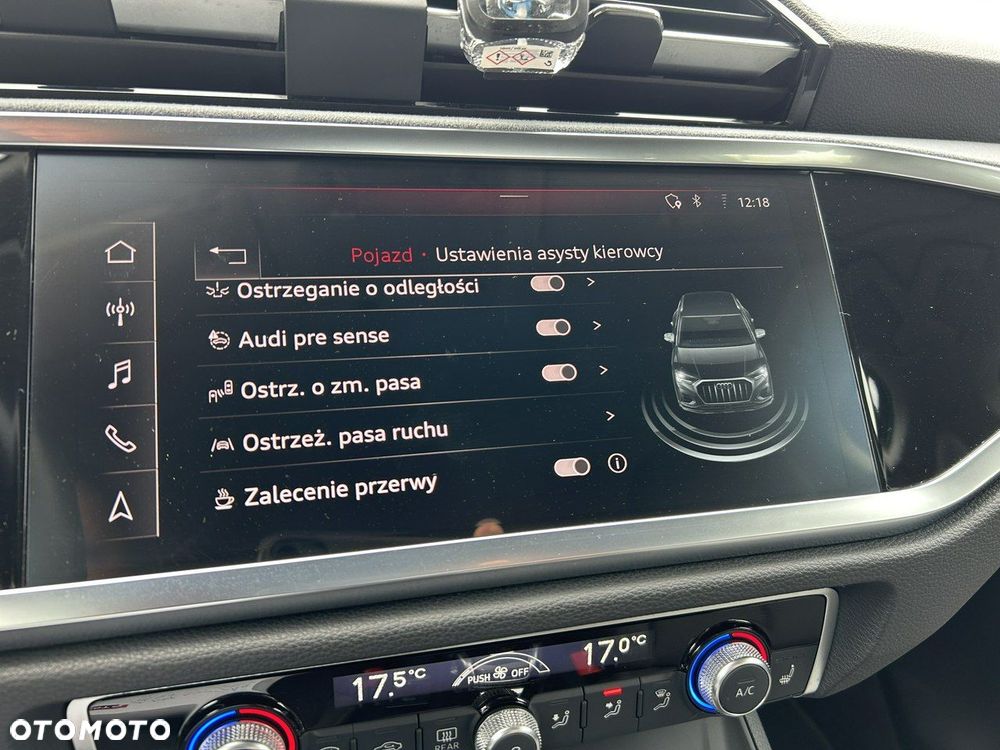 12:18
Pojazd · Ustawienia asysty kierowcy
Ostrzeganie o odległości
Audi pre sense
Ostrz. o zm. pasa
Ostrzeż. pasa ruchu
Zalecenie przerwy
17.5°C
PUSH OFF
17.0°C
A/C
REAR
OTOMOTO